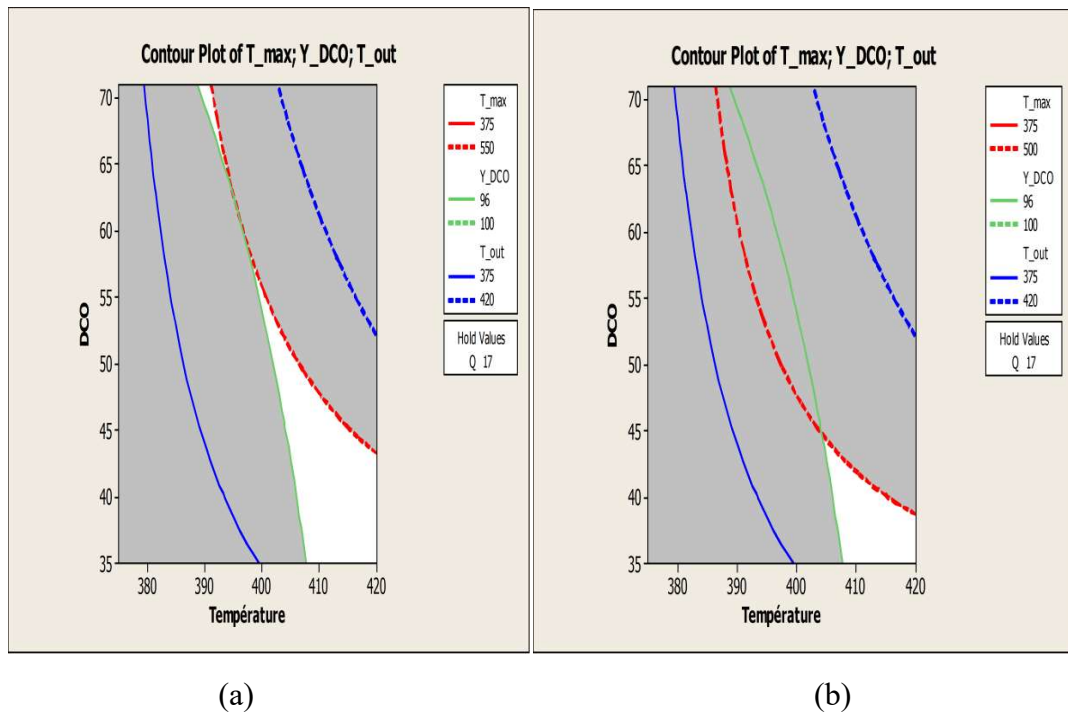 Contour Plot of T_max; Y_DCO; T_out
70
65
60
55
50
45
40
35
DCO
380 390 400 410 420
Température
T_max
375
550
Y_DCO
96
100
T_out
375
420
Hold Values
Q 17
(a)
Contour Plot of T_max; Y_DCO; T_out
70
65
60
55
50
45
40
35
DCO
380 390 400 410 420
Température
T_max
375
500
Y_DCO
96
100
T_out
375
420
Hold Values
Q 17
(b)